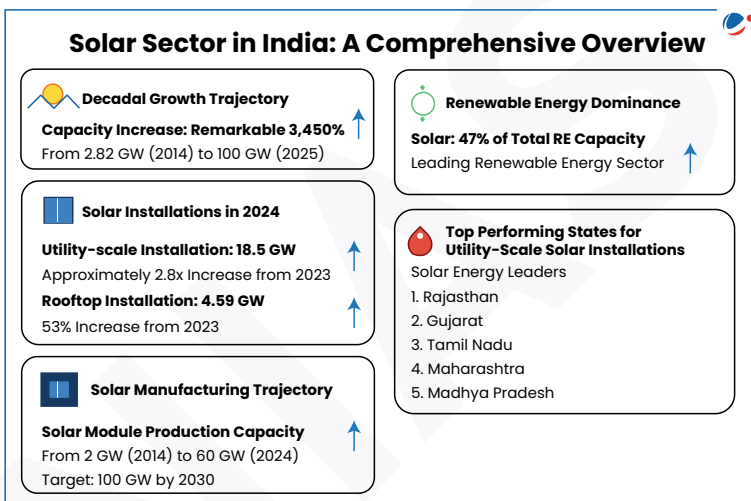 Solar Sector in India: A Comprehensive Overview
Decadal Growth Trajectory
Capacity Increase: Remarkable 3,450%
From 2.82 GW (2014) to 100 GW (2025)
Solar Installations in 2024
Utility-scale Installation: 18.5 GW
Approximately 2.8x Increase from 2023
Rooftop Installation: 4.59 GW
53% Increase from 2023
Solar Manufacturing Trajectory
Solar Module Production Capacity
From 2 GW (2014) to 60 GW (2024)
Target: 100 GW by 2030
Renewable Energy Dominance
Solar: 47% of Total RE Capacity
Leading Renewable Energy Sector
Top Performing States for
Utility-Scale Solar Installations
Solar Energy Leaders
1. Rajasthan
2. Gujarat
3. Tamil Nadu
4. Maharashtra
5. Madhya Pradesh